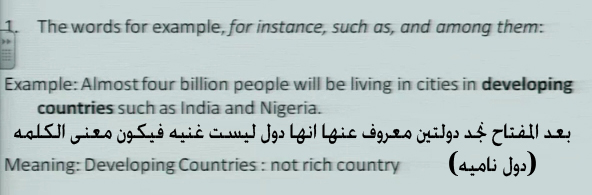 1. The words for example, for instance, such as, and among them:
Example: Almost four billion people will be living in cities in developing
countries such as India and Nigeria.
بعد المفتاح نجد دولتين معروف عنها انها دول ليست غنيه فيكون معنى الكلمه
Meaning: Developing Countries : not rich country (دول ناميه)